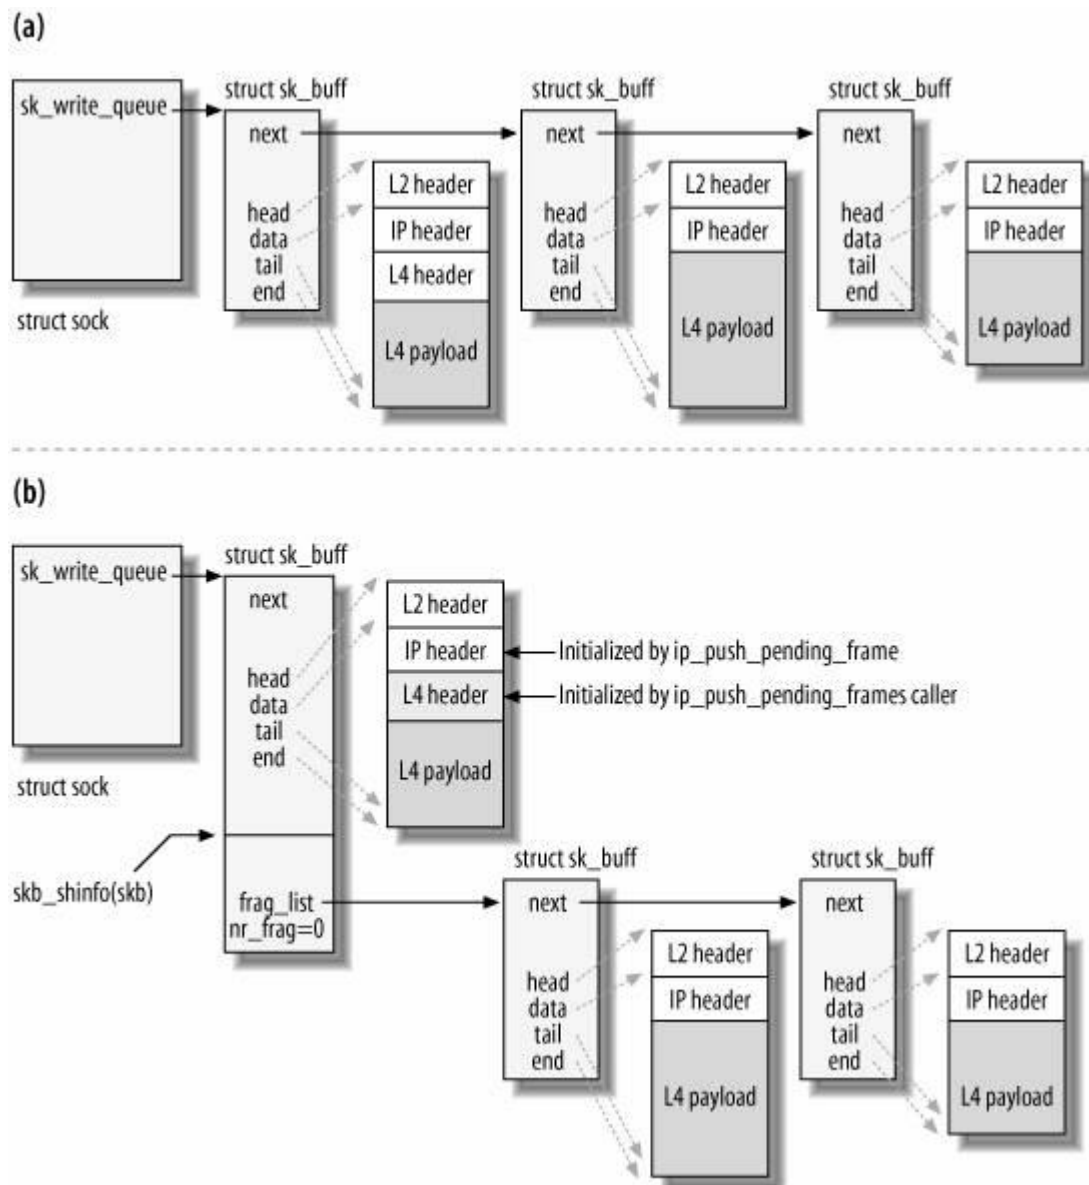 (a)
struct sk_buff
struct sk_buff
struct sk_buff
sk_write_queue
next
next
next
L2 header
L2 header
L2 header
head
head
head
IP header
IP header
IP header
data
data
data
tail
tail
tail
L4 header
end
end
end
struct sock
L4 payload
L4 payload
L4 payload
(b)
struct sk_buff
sk_write_queue
next
L2 header
IP header
Initialized by ip_push_pending_frame
head
L4 header
Initialized by ip_push_pending_frames caller
data
tail
end
L4 payload
struct sock
struct sk_buff
struct sk_buff
skb_shinfo(skb)
frag_list
next
next
nr_frag=0
L2 header
L2 header
head
head
IP header
IP header
data
data
tail
tail
end
end
L4 payload
L4 payload